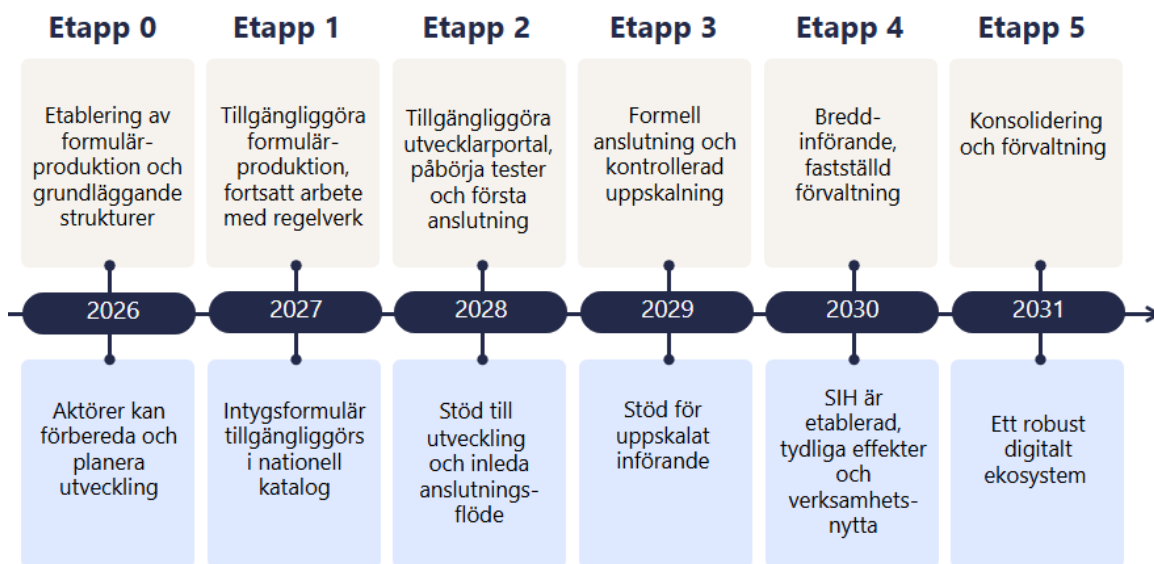 Etapp 0
Etapp 1
Etapp 2
Etapp 3
Etapp 4
Etapp 5
Etablering av
formulär-
produktion och
grundläggande
strukturer
Tillgängliggöra
formulär-
produktion,
fortsatt arbete
med regelverk
Tillgängliggöra
utvecklarportal,
påbörja tester
och första
anslutning
Formell
anslutning och
kontrollerad
uppskalning
Bredd-
införande,
fastställd
förvaltning
Konsolidering
och förvaltning
2026
2027
2028
2029
2030
2031
Aktörer kan
förbereda och
planera
utveckling
Intygsformulär
tillgängliggörs
i nationell
katalog
Stöd till
utveckling
och inleda
anslutnings-
flöde
Stöd för
uppskalat
införande
SIH är
etablerad,
tydliga effekter
och
verksamhets-
nytta
Ett robust
digitalt
ekosystem